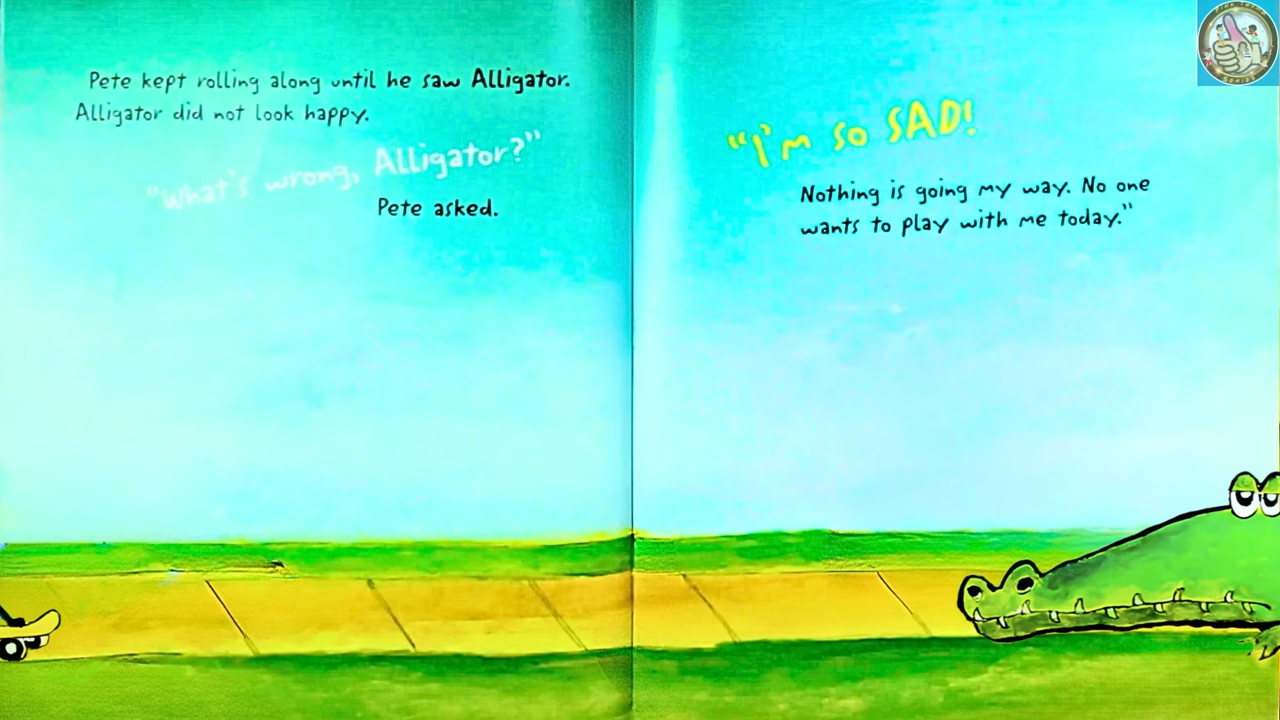 Pete kept rolling along until he saw Alligator.
Alligator did not look happy.
"What's wrong, Alligator?"
Pete asked.
"I'm so SAD!
Nothing is going my way. No one
wants to play with me today."
SERIES